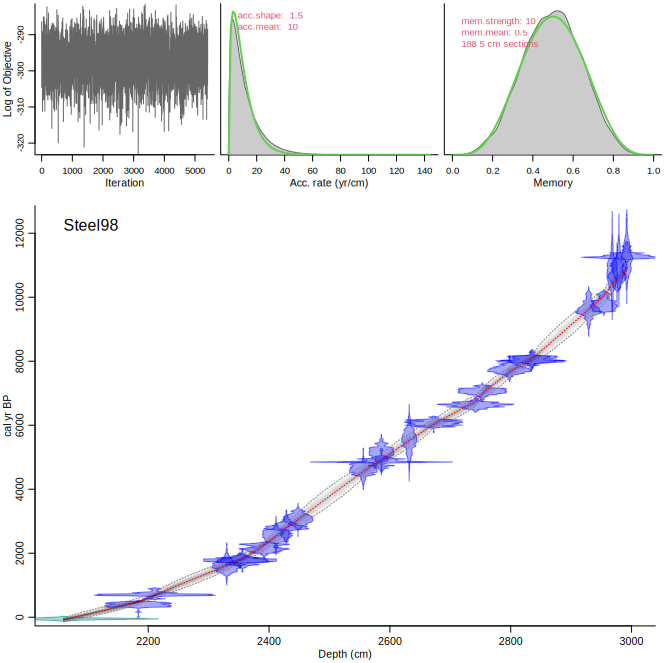 Log of Objective
-290
-300
-310
-320
0 1000 2000 3000 4000 5000
Iteration
acc.shape: 1.5
acc.mean: 10
0 20 40 60 80 100 120 140
Acc. rate (yr/cm)
mem.strength: 10
mem.mean: 0.5
188 5 cm sections
0.0 0.2 0.4 0.6 0.8 1.0
Memory
Steel98
cal yr BP
12000
10000
8000
6000
4000
2000
0
2200 2400 2600 2800 3000
Depth (cm)